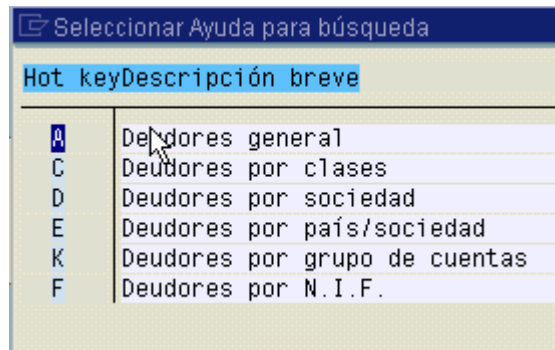 Seleccionar Ayuda para búsqueda
Hot keyDescripción breve
A Deudores general
C Deudores por clases
D Deudores por sociedad
E Deudores por país/sociedad
K Deudores por grupo de cuentas
F Deudores por N.I.F.